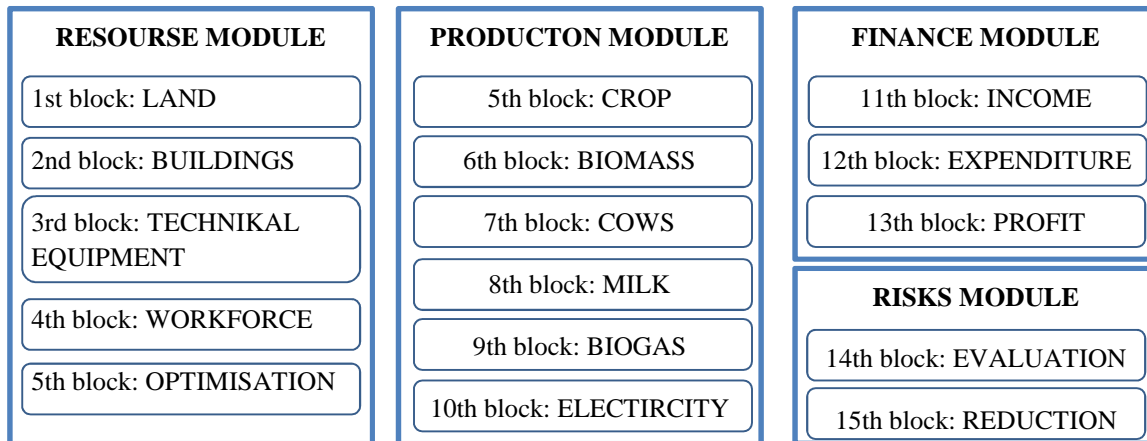 RESOURSE MODULE
1st block: LAND
2nd block: BUILDINGS
3rd block: TECHNIKAL
EQUIPMENT
4th block: WORKFORCE
5th block: OPTIMISATION
PRODUCTON MODULE
5th block: CROP
6th block: BIOMASS
7th block: COWS
8th block: MILK
9th block: BIOGAS
10th block: ELECTIRCITY
FINANCE MODULE
11th block: INCOME
12th block: EXPENDITURE
13th block: PROFIT
RISKS MODULE
14th block: EVALUATION
15th block: REDUCTION